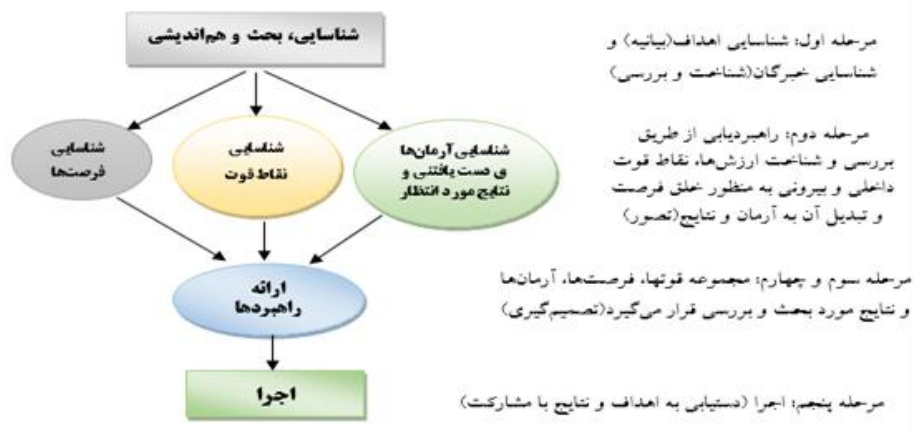 شناسایی، بحث و هم‌اندیشی
مرحله اول: شناسایی اهداف(بیانیه) و
شناسایی خبرگان(شناخت و بررسی)
شناسایی
فرصت‌ها
شناسایی
نقاط قوت
شناسایی آرمان‌ها
ی دست یافتنی و
نتایج مورد انتظار
مرحله دوم: راهبردیابی از طریق
بررسی و شناخت ارزش‌ها، نقاط قوت
داخلی و بیرونی به منظور خلق فرصت
و تبدیل آن به آرمان و نتایج(تصور)
ارائه
راهبردها
مرحله سوم و چهارم: مجموعه قوتها، فرصت‌ها، آرمان‌ها
و نتایج مورد بحث و بررسی قرار می‌گیرد(تصمیم‌گیری)
اجرا
مرحله پنجم: اجرا (دستیابی به اهداف و نتایج با مشارکت)